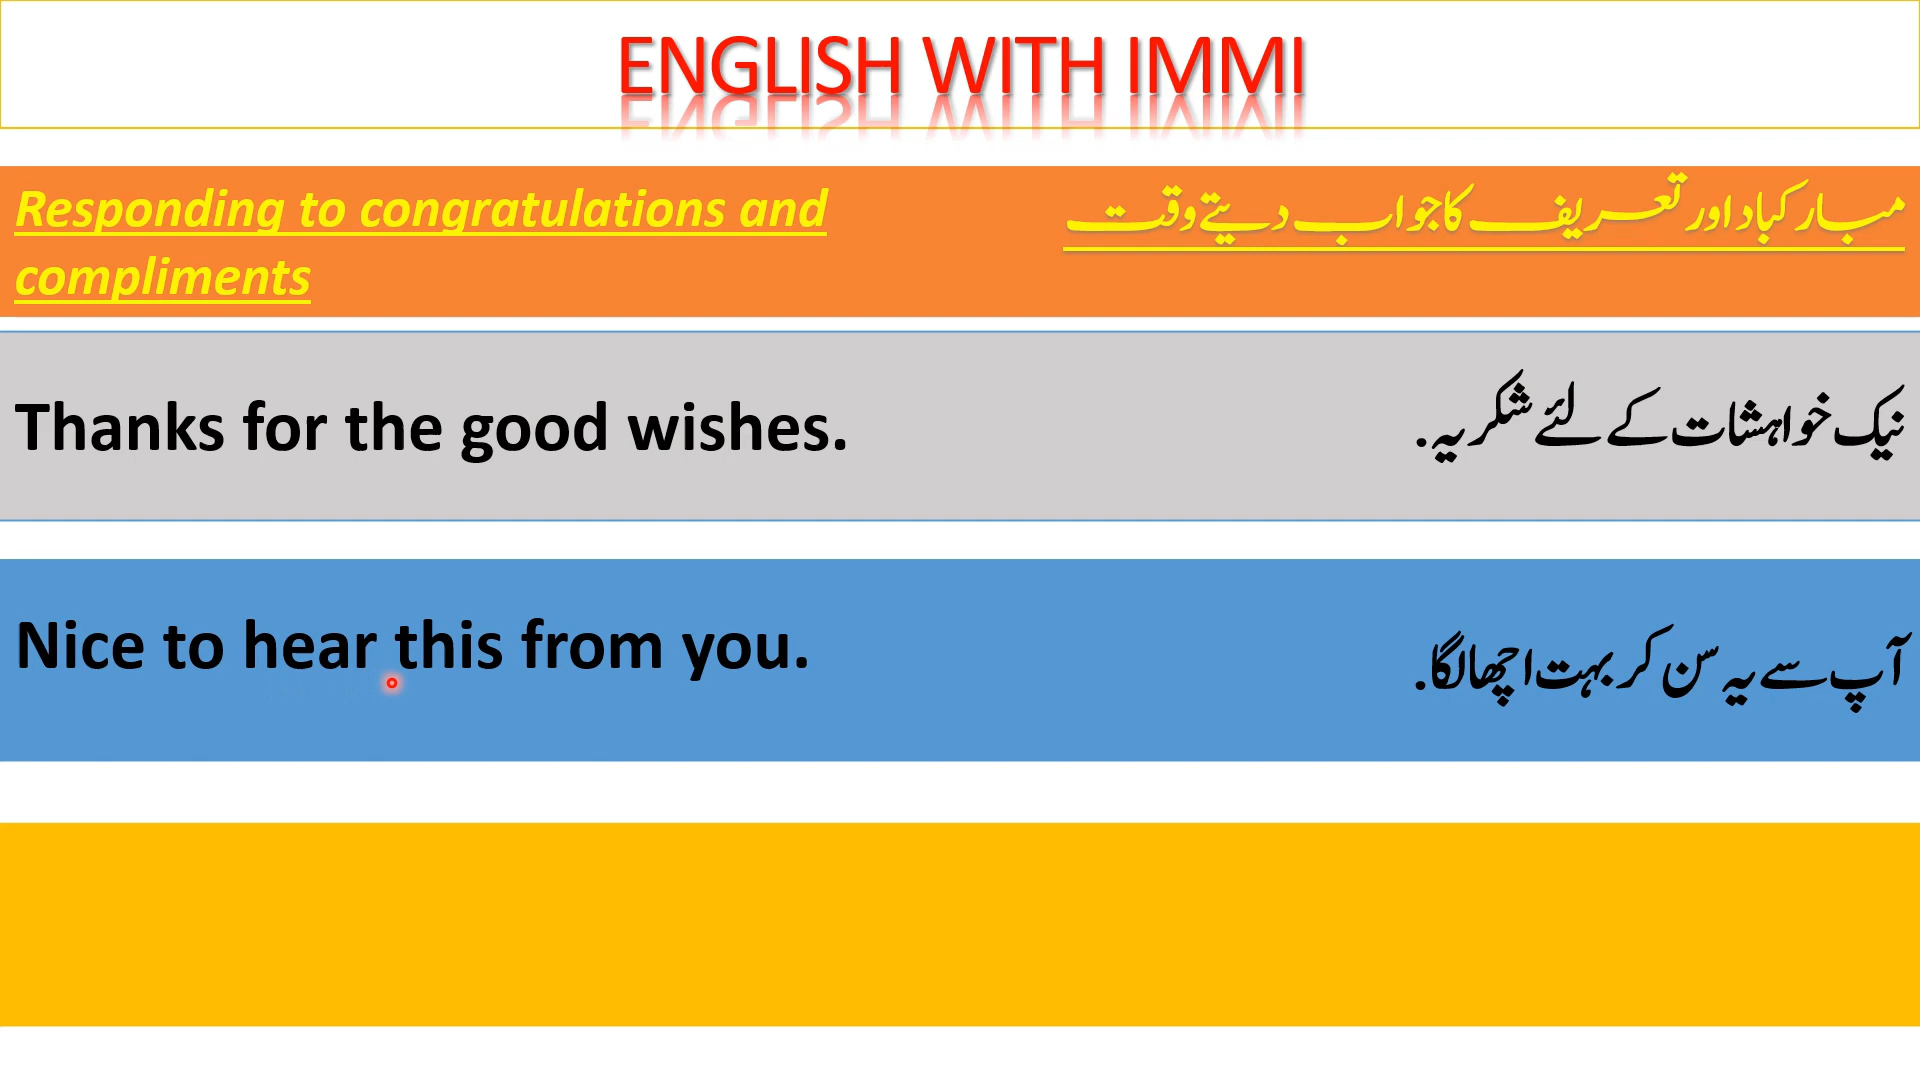 ENGLISH WITH IMMI
Responding to congratulations and
compliments
مبارکباد اور تعریف کا جواب دیتے وقت
Thanks for the good wishes.
نیک خواہشات کے لئے شکریہ.
Nice to hear this from you.
آپ سے یہ سن کر بہت اچھا لگا.